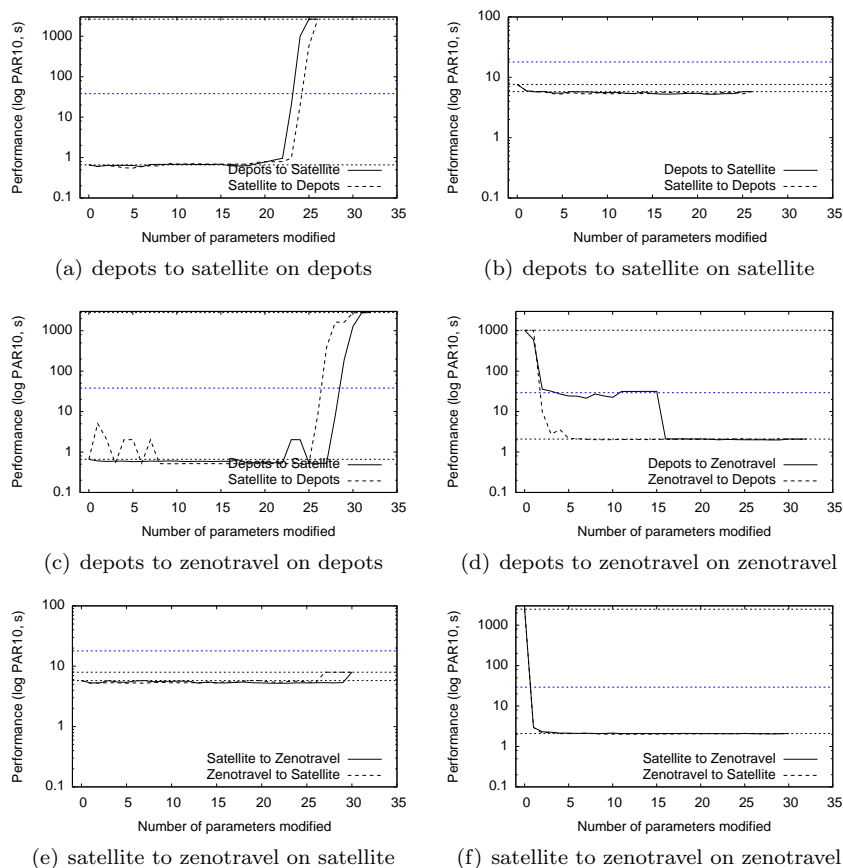 1000
100
10
1
0.1
Performance (log PAR10, s)
Depots to Satellite
Satellite to Depots
0 5 10 15 20 25 30 35
Number of parameters modified
(a) depots to satellite on depots
100
10
1
0.1
Performance (log PAR10, s)
Depots to Satellite
Satellite to Depots
0 5 10 15 20 25 30 35
Number of parameters modified
(b) depots to satellite on satellite
1000
100
10
1
0.1
Performance (log PAR10, s)
Depots to Satellite
Satellite to Depots
0 5 10 15 20 25 30 35
Number of parameters modified
(c) depots to zenotravel on depots
1000
100
10
1
0.1
Performance (log PAR10, s)
Depots to Zenotravel
Zenotravel to Depots
0 5 10 15 20 25 30 35
Number of parameters modified
(d) depots to zenotravel on zenotravel
100
10
1
0.1
Performance (log PAR10, s)
Satellite to Zenotravel
Zenotravel to Satellite
0 5 10 15 20 25 30 35
Number of parameters modified
(e) satellite to zenotravel on satellite
1000
100
10
1
0.1
Performance (log PAR10, s)
Satellite to Zenotravel
Zenotravel to Satellite
0 5 10 15 20 25 30 35
Number of parameters modified
(f) satellite to zenotravel on zenotravel